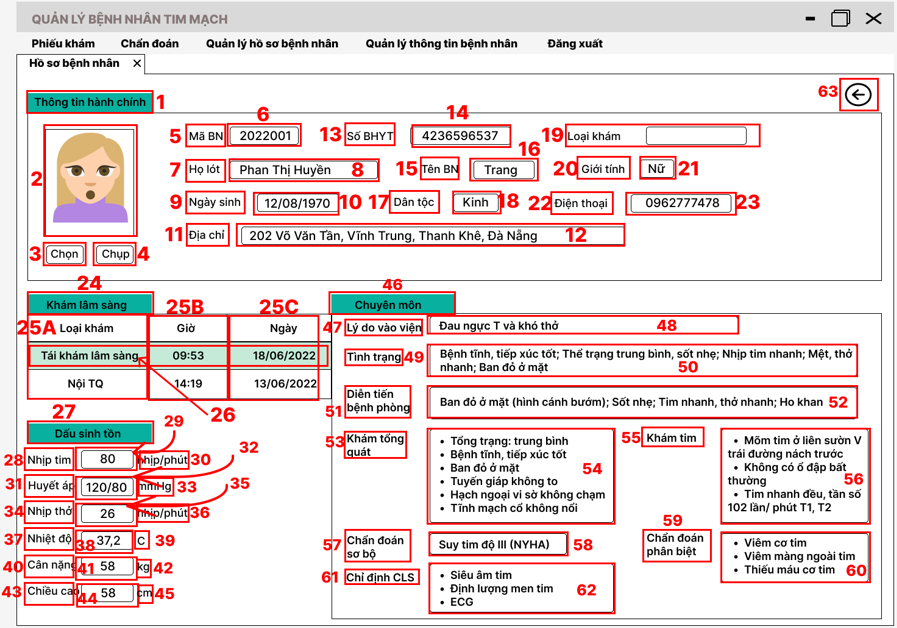 QUẢN LÝ BỆNH NHÂN TIM MẠCH
Phiếu khám Chẩn đoán Quản lý hồ sơ bệnh nhân Quản lý thông tin bệnh nhân Đăng xuất
Hồ sơ bệnh nhân
Thông tin hành chính 1
63
2
3 Chọn Chụp 4
5 Mã BN 2022001 6 13 Số BHYT 4236596537 14 19 Loại khám
7 Họ lót Phan Thị Huyền 8 15 Tên BN Trang 16 20 Giới tính Nữ 21
9 Ngày sinh 12/08/1970 10 17 Dân tộc Kinh 18 22 Điện thoại 0962777478 23
11 Địa chỉ 202 Võ Văn Tần, Vĩnh Trung, Thanh Khê, Đà Nẵng 12
24
Khám lâm sàng
25A Loại khám 25B Giờ 25C Ngày
Tái khám lâm sàng 09:53 18/06/2022
Nội TQ 14:19 13/06/2022
26
27
Dấu sinh tồn
28 Nhịp tim 80 29 nhịp/phút 30
31 Huyết áp 120/80 32 mmHg 33
34 Nhịp thở 26 35 nhịp/phút 36
37 Nhiệt độ 38 37,2 C 39
40 Cân nặng 41 58 kg 42
43 Chiều cao 44 58 cm 45
46
Chuyên môn
47 Lý do vào viện Đau ngực T và khó thở 48
Tình trạng 49 Bệnh tĩnh, tiếp xúc tốt; Thể trạng trung bình, sốt nhẹ; Nhịp tim nhanh; Mệt, thở
nhanh; Ban đỏ ở mặt 50
Diễn tiến
51 bệnh phòng Ban đỏ ở mặt (hình cánh bướm); Sốt nhẹ; Tim nhanh, thở nhanh; Ho khan 52
53 Khám tổng
quát
• Tổng trạng: trung bình
• Bệnh tĩnh, tiếp xúc tốt
• Ban đỏ ở mặt
• Tuyến giáp không to
• Hạch ngoại vi sờ không chạm
• Tĩnh mạch cổ không nổi
54
55 Khám tim
• Mõm tim ở liên sườn V
trái đường nách trước
• Không có ổ đập bất
thường
• Tim nhanh đều, tần số
102 lần/ phút T1, T2
56
57 Chẩn đoán
sơ bộ
Suy tim độ III (NYHA) 58
59
Chẩn đoán
phân biệt
• Viêm cơ tim
• Viêm màng ngoài tim
• Thiếu máu cơ tim 60
61 Chỉ định CLS
• Siêu âm tim
• Định lượng men tim
• ECG
62